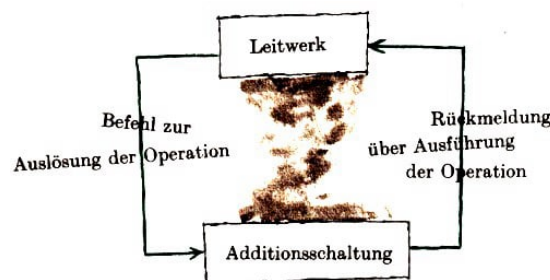 Leitwerk
Befehl zur
Auslösung der Operation
Rückmeldung
über Ausführung
der Operation
Additionsschaltung